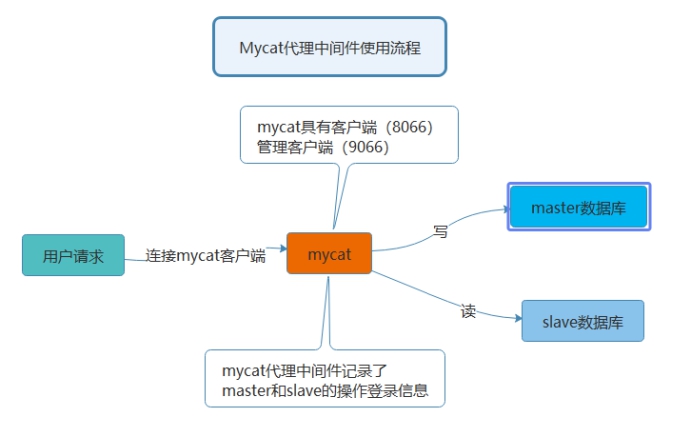 Mycat代理中间件使用流程
mycat具有客户端（8066）
管理客户端（9066）
master数据库
写
用户请求
连接mycat客户端
mycat
读
slave数据库
mycat代理中间件记录了
master和slave的操作登录信息